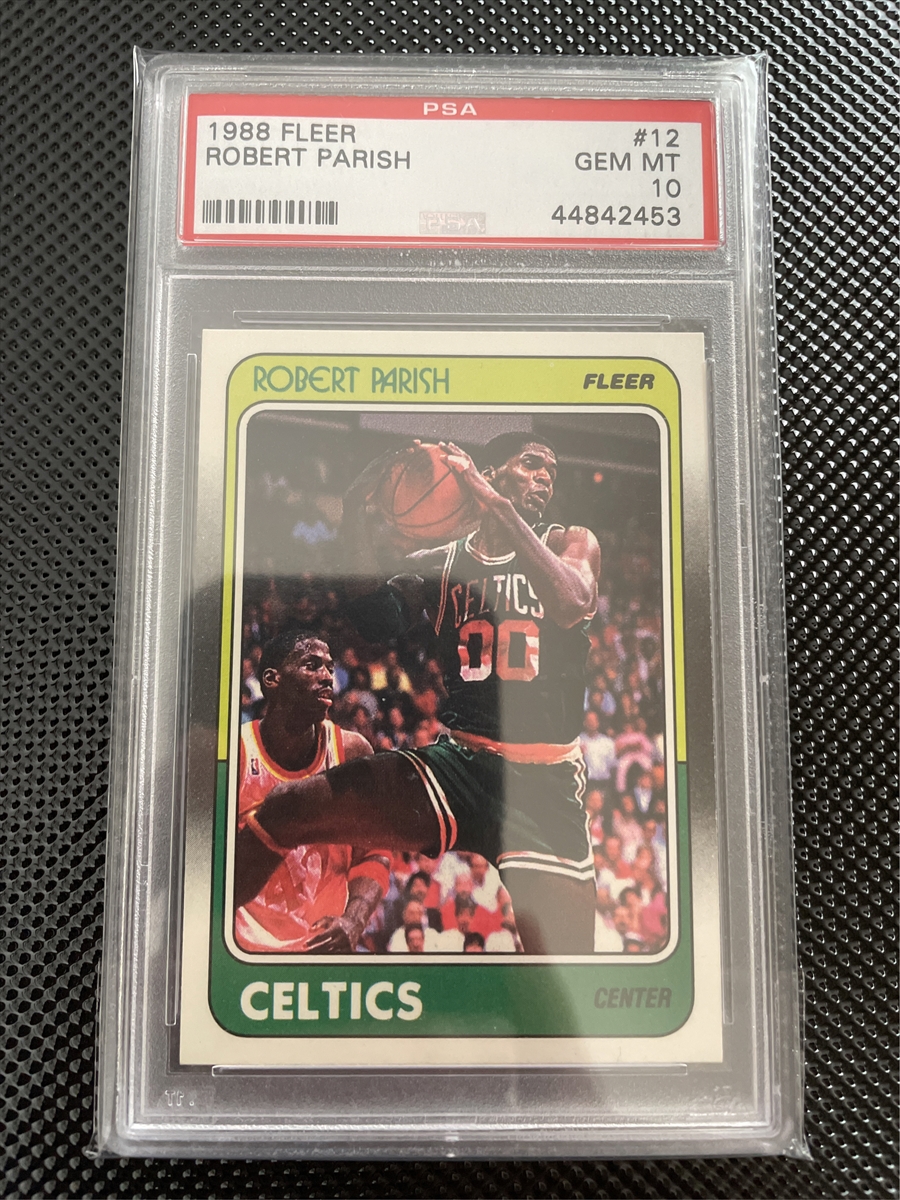 PSA
1988 FLEER #12
ROBERT PARISH GEM MT
10
44842453
ROBERT PARISH FLEER
CELTICS
00
CELTICS CENTER